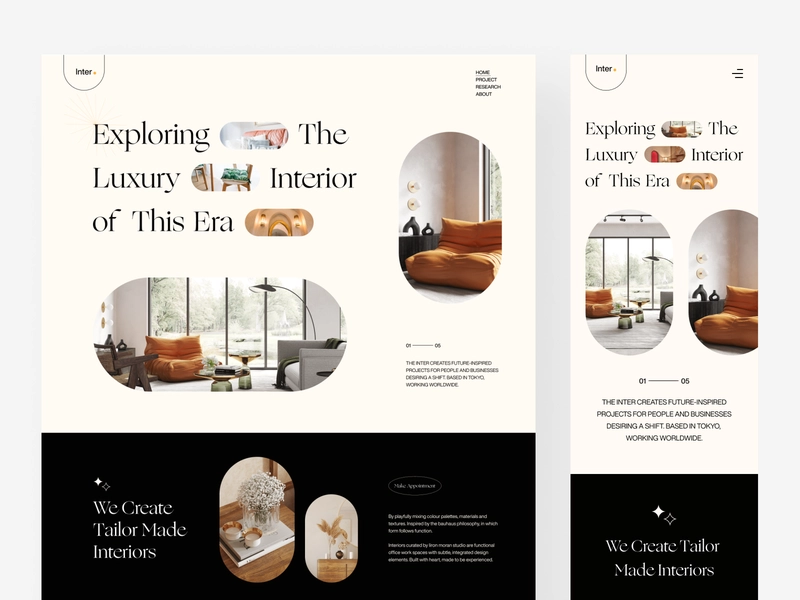 Inter
HOME
PROJECT
RESEARCH
ABOUT
Exploring The
Luxury Interior
of This Era
01 05
THE INTER CREATES FUTURE-INSPIRED
PROJECTS FOR PEOPLE AND BUSINESSES
DESIRING A SHIFT. BASED IN TOKYO,
WORKING WORLDWIDE.
We Create
Tailor Made
Interiors
Make Appointment
By playfully mixing colour palettes, materials and
textures. Inspired by the bauhaus philosophy, in which
form follows function.
Interiors curated by liron moran studio are functional
office work spaces with subtle, integrated design
elements. Built with heart, made to be experienced.
Inter
Exploring The
Luxury Interior
of This Era
01 05
THE INTER CREATES FUTURE-INSPIRED
PROJECTS FOR PEOPLE AND BUSINESSES
DESIRING A SHIFT. BASED IN TOKYO,
WORKING WORLDWIDE.
We Create Tailor
Made Interiors